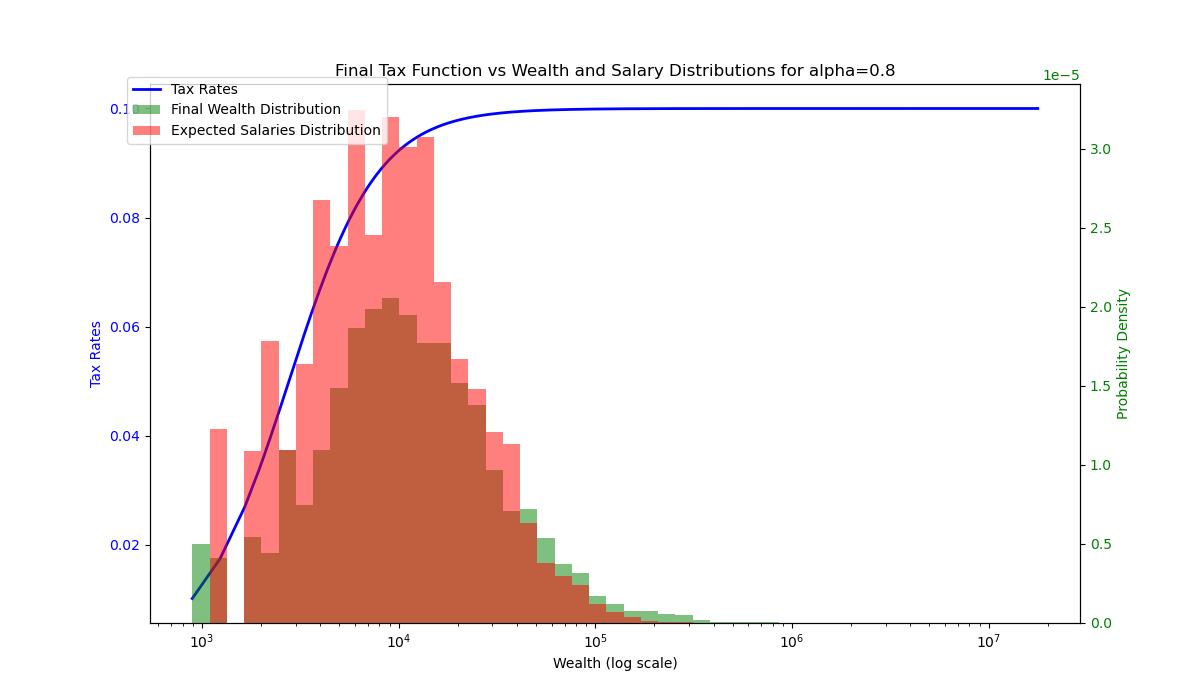 Final Tax Function vs Wealth and Salary Distributions for alpha=0.8
1e−5
Tax Rates
Final Wealth Distribution
Expected Salaries Distribution
0.10
0.08
0.06
0.04
0.02
Tax Rates
3.0
2.5
2.0
1.5
1.0
0.5
0.0
Probability Density
10³
10⁴
10⁵
10⁶
10⁷
Wealth (log scale)